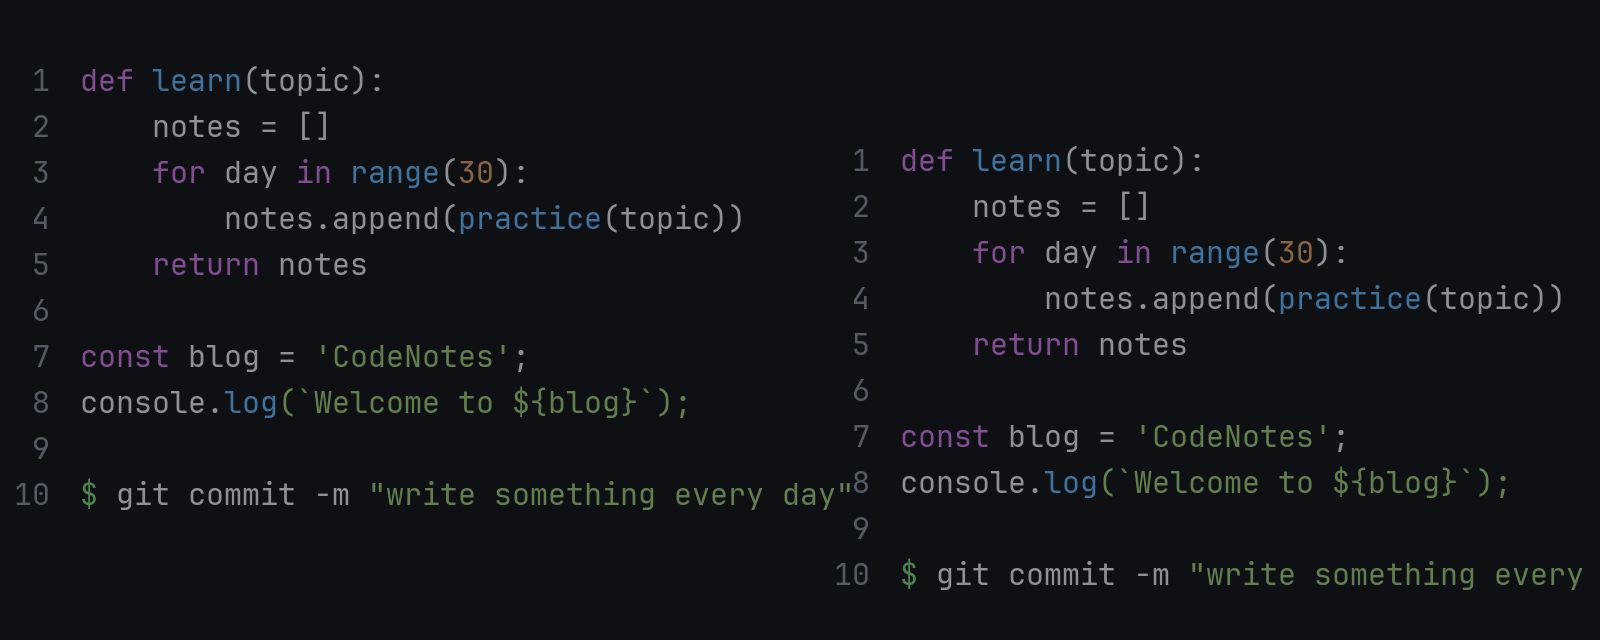 1 def learn(topic):
2     notes = []
3     for day in range(30):
4         notes.append(practice(topic))
5     return notes
6
7 const blog = 'CodeNotes';
8 console.log(`Welcome to ${blog}`);
9
10 $ git commit -m "write something every day"
1 def learn(topic):
2     notes = []
3     for day in range(30):
4         notes.append(practice(topic))
5     return notes
6
7 const blog = 'CodeNotes';
8 console.log(`Welcome to ${blog}`);
9
10 $ git commit -m "write something every